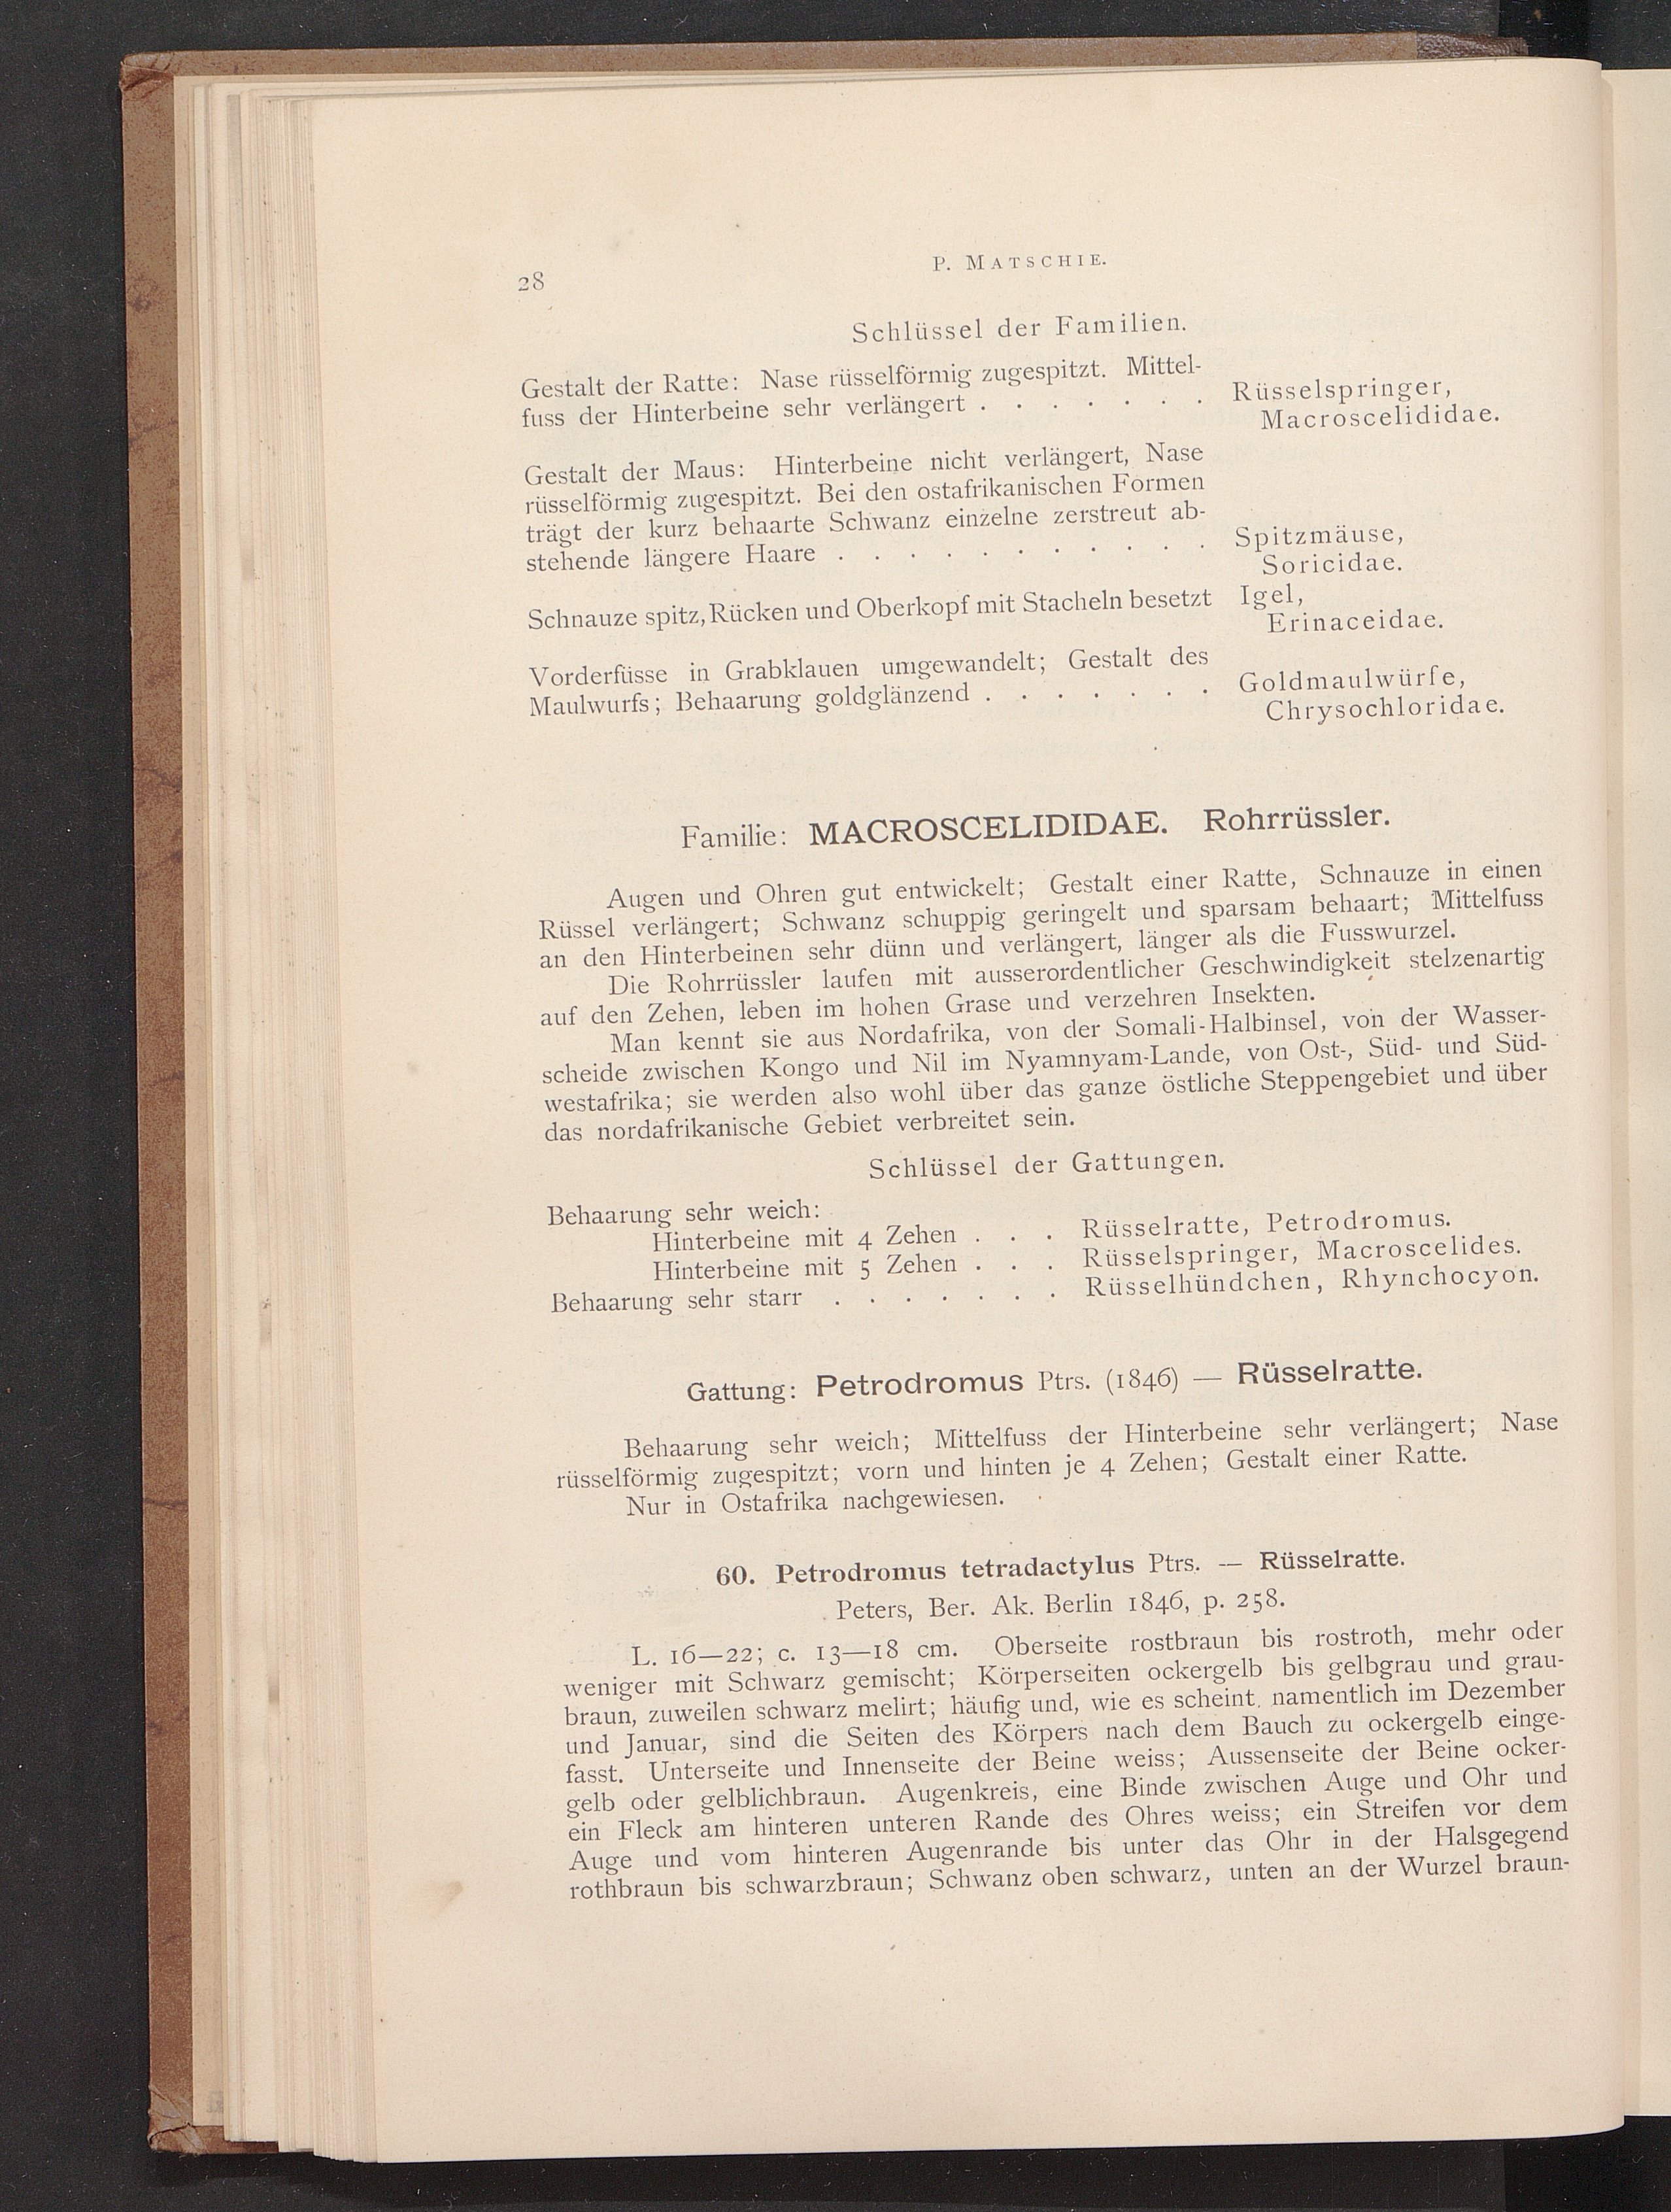 28
P. MATSCHIE.
Schlüssel der Familien.
Gestalt der Ratte: Nase rüsselförmig zugespitzt. Mittel-
fuss der Hinterbeine sehr verlängert . . . . . . . Rüsselspringer,
Macroscelididae.
Gestalt der Maus: Hinterbeine nicht verlängert, Nase
rüsselförmig zugespitzt. Bei den ostafrikanischen Formen
trägt der kurz behaarte Schwanz einzelne zerstreut ab-
stehende längere Haare . . . . . . . . . . . Spitzmäuse,
Soricidae.
Schnauze spitz, Rücken und Oberkopf mit Stacheln besetzt Igel,
Erinaceidae.
Vorderfüsse in Grabklauen umgewandelt; Gestalt des
Maulwurfs; Behaarung goldglänzend . . . . . . . Goldmaulwürfe,
Chrysochloridae.
Familie: MACROSCELIDIDAE. Rohrrüssler.
Augen und Ohren gut entwickelt; Gestalt einer Ratte, Schnauze in einen
Rüssel verlängert; Schwanz schuppig geringelt und sparsam behaart; Mittelfuss
an den Hinterbeinen sehr dünn und verlängert, länger als die Fusswurzel.
Die Rohrrüssler laufen mit ausserordentlicher Geschwindigkeit stelzenartig
auf den Zehen, leben im hohen Grase und verzehren Insekten.
Man kennt sie aus Nordafrika, von der Somali-Halbinsel, von der Wasser-
scheide zwischen Kongo und Nil im Nyamnyam-Lande, von Ost-, Süd- und Süd-
westafrika; sie werden also wohl über das ganze östliche Steppengebiet und über
das nordafrikanische Gebiet verbreitet sein.
Schlüssel der Gattungen.
Behaarung sehr weich:
Hinterbeine mit 4 Zehen . . . Rüsselratte, Petrodromus.
Hinterbeine mit 5 Zehen . . . Rüsselspringer, Macroscelides.
Behaarung sehr starr . . . . . . . Rüsselhündchen, Rhynchocyon.
Gattung: Petrodromus Ptrs. (1846) — Rüsselratte.
Behaarung sehr weich; Mittelfuss der Hinterbeine sehr verlängert; Nase
rüsselförmig zugespitzt; vorn und hinten je 4 Zehen; Gestalt einer Ratte.
Nur in Ostafrika nachgewiesen.
60. Petrodromus tetradactylus Ptrs. — Rüsselratte.
Peters, Ber. Ak. Berlin 1846, p. 258.
L. 16—22; c. 13—18 cm. Oberseite rostbraun bis rostroth, mehr oder
weniger mit Schwarz gemischt; Körperseiten ockergelb bis gelbgrau und grau-
braun, zuweilen schwarz melirt; häufig und, wie es scheint, namentlich im Dezember
und Januar, sind die Seiten des Körpers nach dem Bauch zu ockergelb einge-
fasst. Unterseite und Innenseite der Beine weiss; Aussenseite der Beine ocker-
gelb oder gelblichbraun. Augenkreis, eine Binde zwischen Auge und Ohr und
ein Fleck am hinteren unteren Rande des Ohres weiss; ein Streifen vor dem
Auge und vom hinteren Augenrande bis unter das Ohr in der Halsgegend
rothbraun bis schwarzbraun; Schwanz oben schwarz, unten an der Wurzel braun-